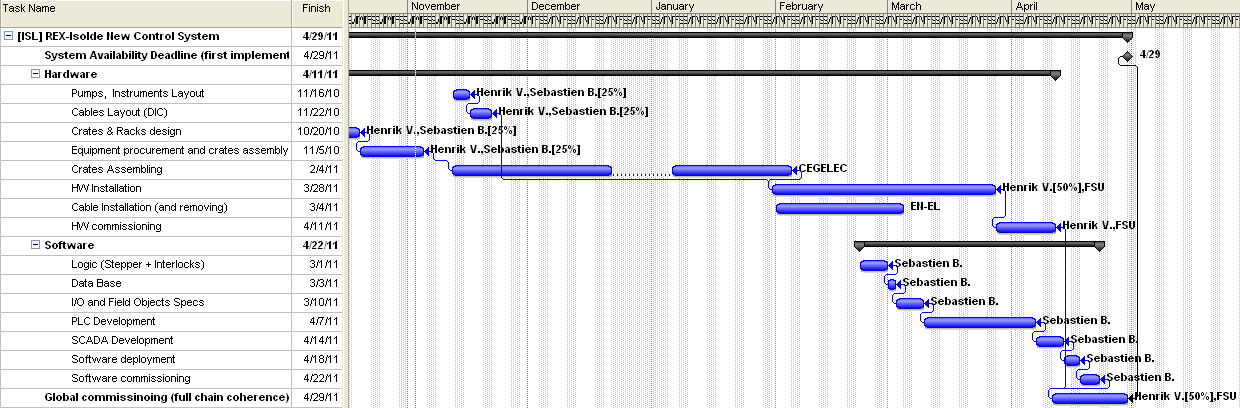 Task Name Finish November December January February March April May
[ISL] REX-Isolde New Control System 4/29/11
System Availability Deadline (first implement 4/29/11 4/29
Hardware 4/11/11
Pumps, Instruments Layout 11/16/10 Henrik V.,Sebastien B.[25%]
Cables Layout (DIC) 11/22/10 Henrik V.,Sebastien B.[25%]
Crates & Racks design 10/20/10 Henrik V.,Sebastien B.[25%]
Equipment procurement and crates assembly 11/5/10 Henrik V.,Sebastien B.[25%]
Crates Assembling 2/4/11 CEGELEC
HW Installation 3/28/11 Henrik V.[50%],FSU
Cable Installation (and removing) 3/4/11 EN-EL
HW commissioning 4/11/11 Henrik V.,FSU
Software 4/22/11
Logic (Stepper + Interlocks) 3/1/11 Sebastien B.
Data Base 3/3/11 Sebastien B.
I/O and Field Objects Specs 3/10/11 Sebastien B.
PLC Development 4/7/11 Sebastien B.
SCADA Development 4/14/11 Sebastien B.
Software deployment 4/18/11 Sebastien B.
Software commissioning 4/22/11 Sebastien B.
Global commissinoing (full chain coherence) 4/29/11 Henrik V.[50%],FSU